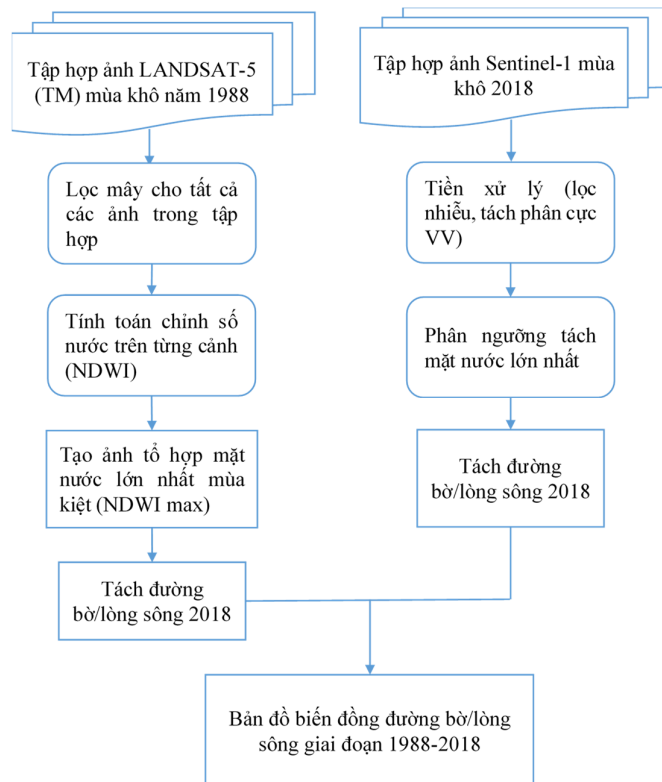 Tập hợp ảnh LANDSAT-5
(TM) mùa khô năm 1988
Lọc mây cho tất cả
các ảnh trong tập
hợp
Tính toán chỉnh số
nước trên từng cảnh
(NDWI)
Tạo ảnh tổ hợp mặt
nước lớn nhất mùa
kiệt (NDWI max)
Tách đường
bờ/lòng sông 2018
Tập hợp ảnh Sentinel-1 mùa
khô 2018
Tiền xử lý (lọc
nhiễu, tách phân cực
VV)
Phân ngưỡng tách
mặt nước lớn nhất
Tách đường
bờ/lòng sông 2018
Bản đồ biến đồng đường bờ/lòng
sông giai đoạn 1988-2018